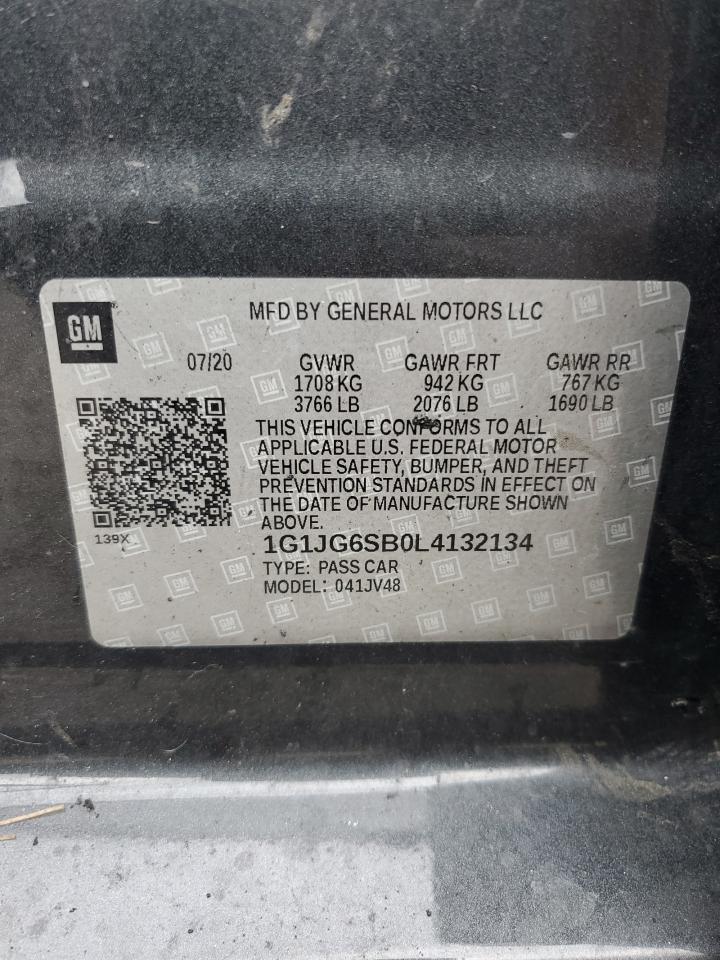 GM
MFD BY GENERAL MOTORS LLC
07/20 GVWR GAWR FRT GAWR RR
1708 KG 942 KG 767 KG
3766 LB 2076 LB 1690 LB
THIS VEHICLE CONFORMS TO ALL
APPLICABLE U.S. FEDERAL MOTOR
VEHICLE SAFETY, BUMPER, AND THEFT
PREVENTION STANDARDS IN EFFECT ON
THE DATE OF MANUFACTURE SHOWN
ABOVE.
139X
1G1JG6SB0L4132134
TYPE: PASS CAR
MODEL: 041JV48